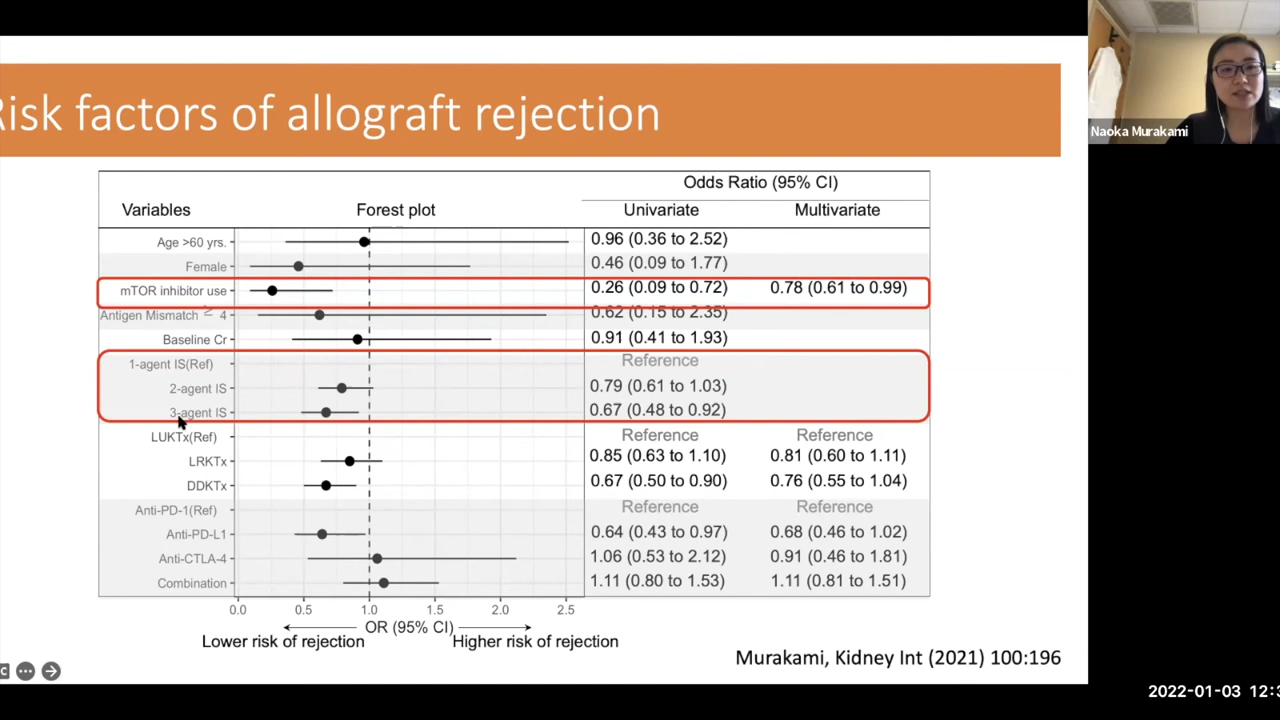 Risk factors of allograft rejection
Naoka Murakami
Odds Ratio (95% CI)
Variables Forest plot Univariate Multivariate
Age >60 yrs. 0.96 (0.36 to 2.52)
Female 0.46 (0.09 to 1.77)
mTOR inhibitor use 0.26 (0.09 to 0.72) 0.78 (0.61 to 0.99)
Antigen Mismatch ≥ 4 0.62 (0.15 to 2.35)
Baseline Cr 0.91 (0.41 to 1.93)
1-agent IS(Ref) Reference
2-agent IS 0.79 (0.61 to 1.03)
3-agent IS 0.67 (0.48 to 0.92)
LUKTx(Ref) Reference Reference
LRKTx 0.85 (0.63 to 1.10) 0.81 (0.60 to 1.11)
DDKTx 0.67 (0.50 to 0.90) 0.76 (0.55 to 1.04)
Anti-PD-1(Ref) Reference Reference
Anti-PD-L1 0.64 (0.43 to 0.97) 0.68 (0.46 to 1.02)
Anti-CTLA-4 1.06 (0.53 to 2.12) 0.91 (0.46 to 1.81)
Combination 1.11 (0.80 to 1.53) 1.11 (0.81 to 1.51)
0.0 0.5 1.0 1.5 2.0 2.5
OR (95% CI)
Lower risk of rejection Higher risk of rejection
Murakami, Kidney Int (2021) 100:196
2022-01-03 12:3